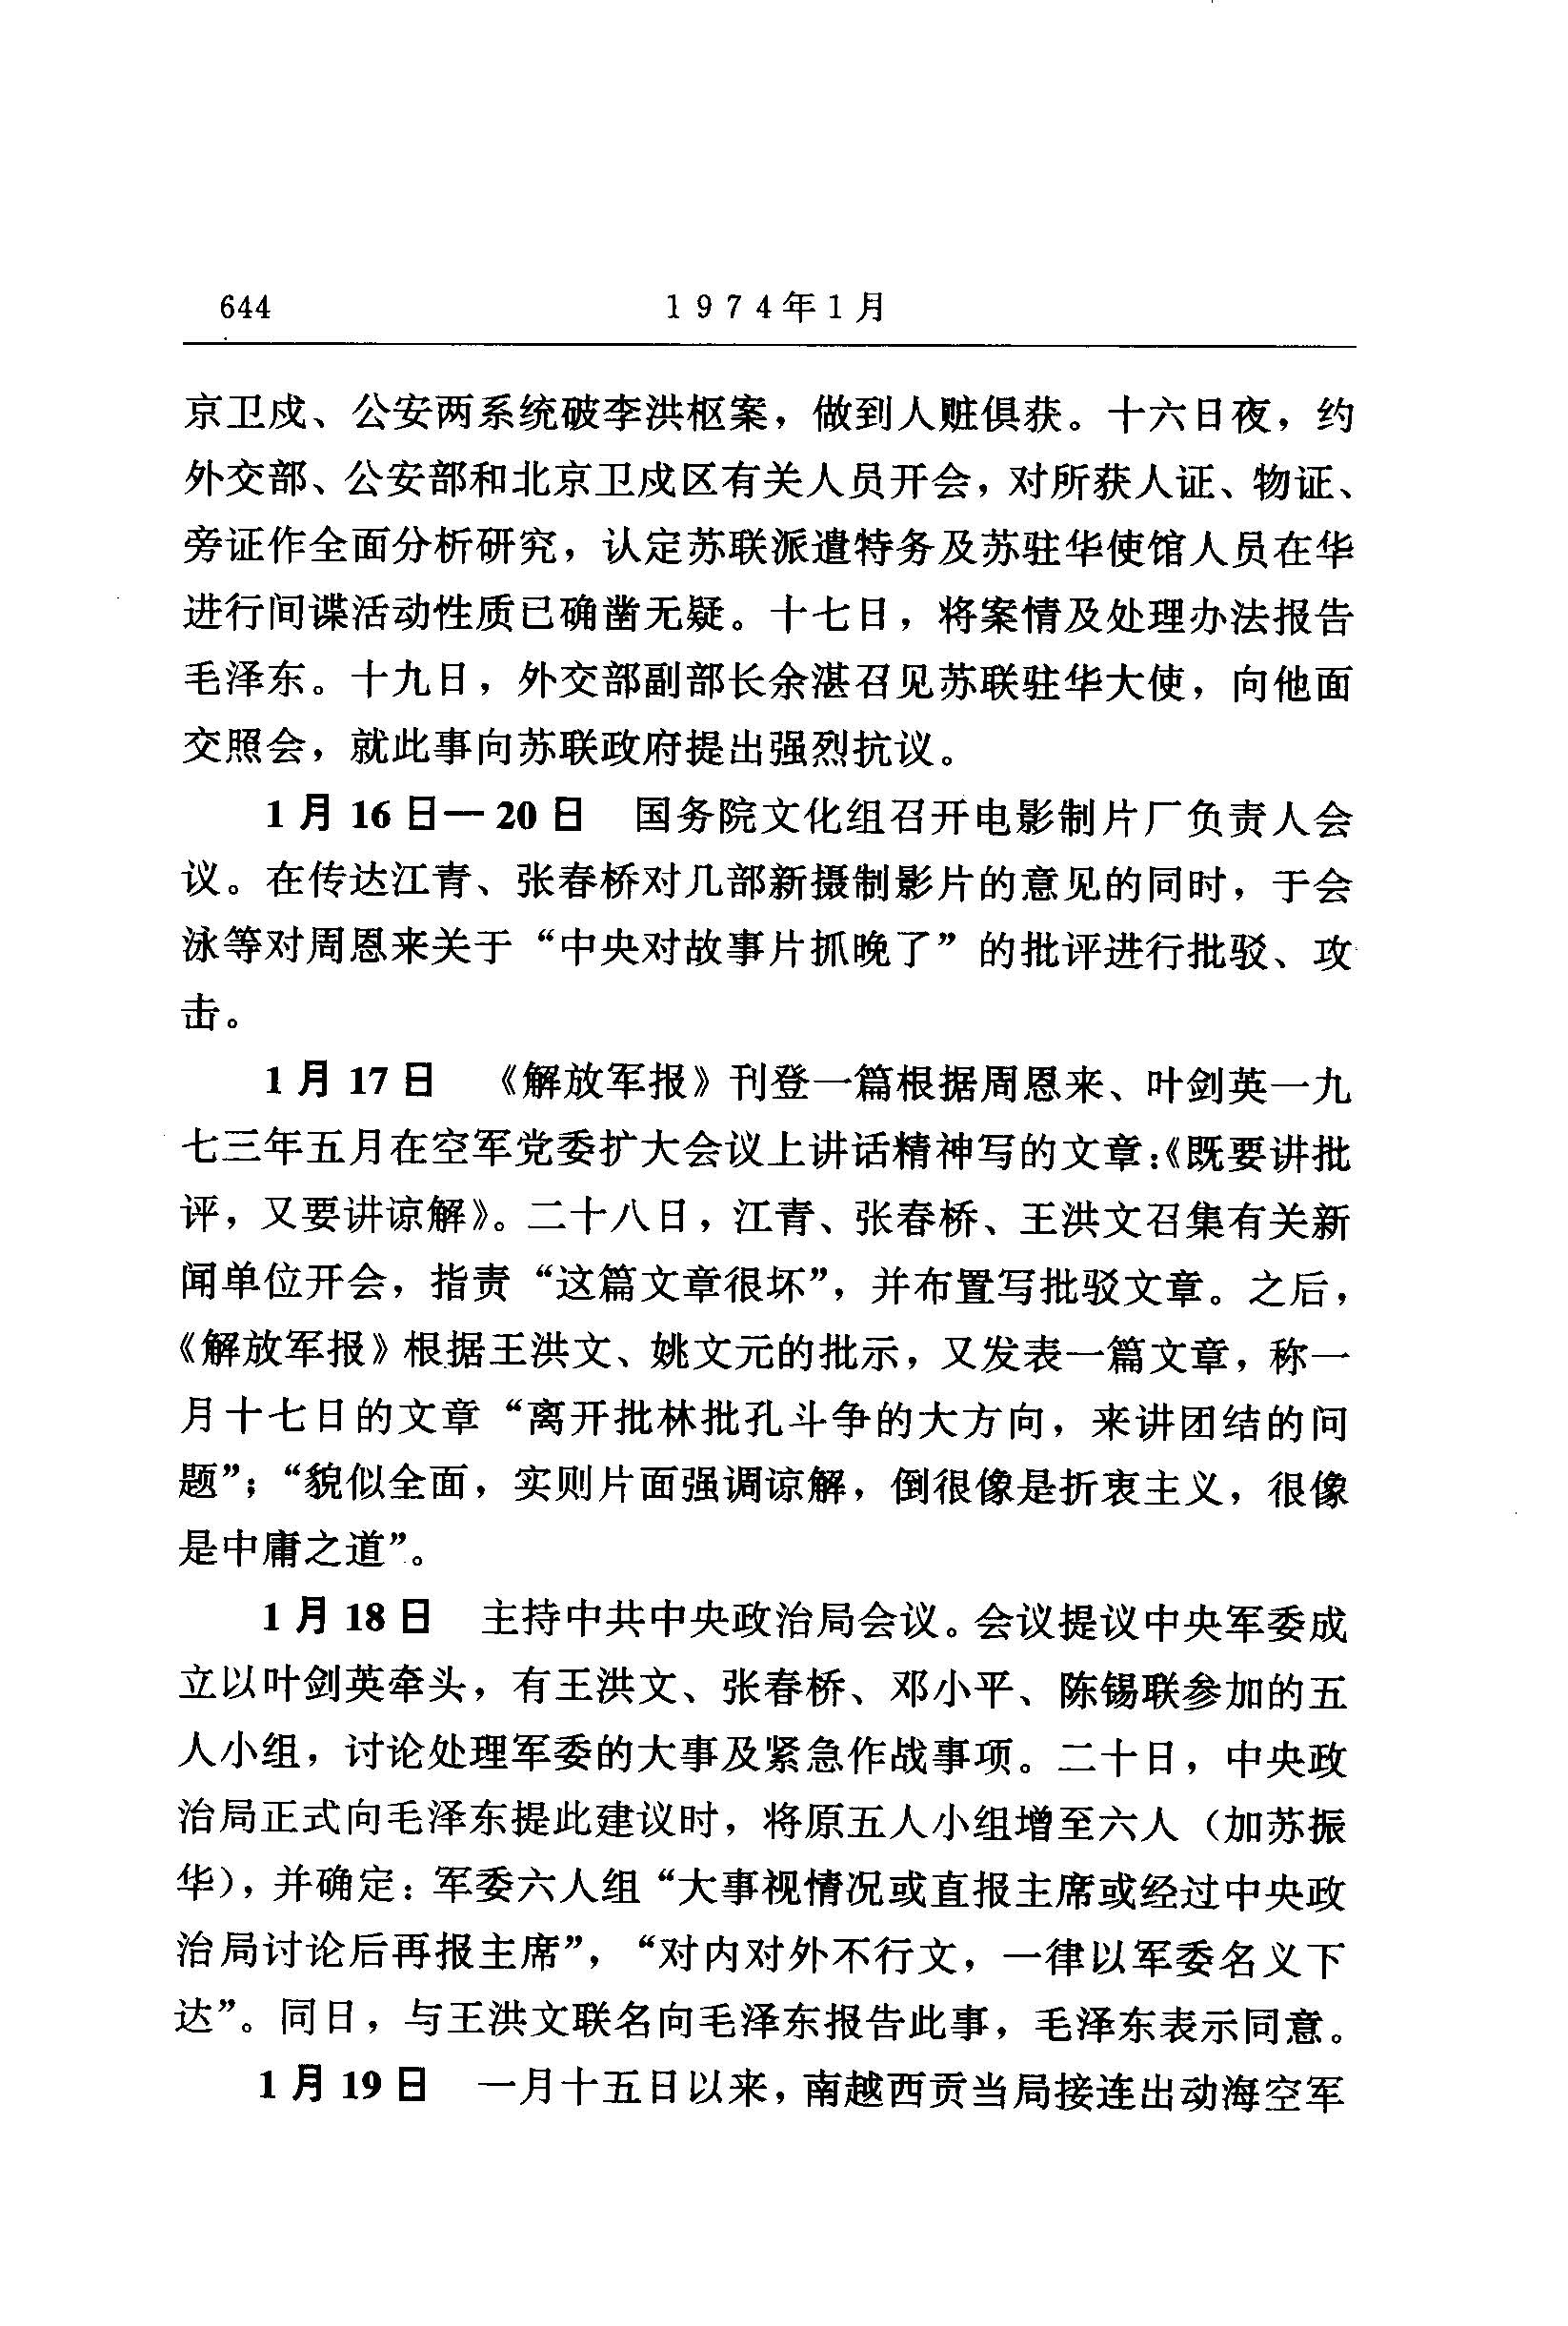 644 1974年1月
京卫戍、公安两系统破李洪枢案，做到人赃俱获。十六日夜，约
外交部、公安部和北京卫戍区有关人员开会，对所获人证、物证、
旁证作全面分析研究，认定苏联派遣特务及苏驻华使馆人员在华
进行间谍活动性质已确凿无疑。十七日，将案情及处理办法报告
毛泽东。十九日，外交部副部长余湛召见苏联驻华大使，向他面
交照会，就此事向苏联政府提出强烈抗议。
1月16日—20日 国务院文化组召开电影制片厂负责人会
议。在传达江青、张春桥对几部新摄制影片的意见的同时，于会
泳等对周恩来关于“中央对故事片抓晚了”的批评进行批驳、攻
击。
1月17日 《解放军报》刊登一篇根据周恩来、叶剑英一九
七三年五月在空军党委扩大会议上讲话精神写的文章：《既要讲批
评，又要讲谅解》。二十八日，江青、张春桥、王洪文召集有关新
闻单位开会，指责“这篇文章很坏”，并布置写批驳文章。之后，
《解放军报》根据王洪文、姚文元的批示，又发表一篇文章，称一
月十七日的文章“离开批林批孔斗争的大方向，来讲团结的问
题”；“貌似全面，实则片面强调谅解，倒很像是折衷主义，很像
是中庸之道”。
1月18日 主持中共中央政治局会议。会议提议中央军委成
立以叶剑英牵头，有王洪文、张春桥、邓小平、陈锡联参加的五
人小组，讨论处理军委的大事及紧急作战事项。二十日，中央政
治局正式向毛泽东提此建议时，将原五人小组增至六人（加苏振
华），并确定：军委六人组“大事视情况或直报主席或经过中央政
治局讨论后再报主席”，“对内对外不行文，一律以军委名义下
达”。同日，与王洪文联名向毛泽东报告此事，毛泽东表示同意。
1月19日 一月十五日以来，南越西贡当局接连出动海空军